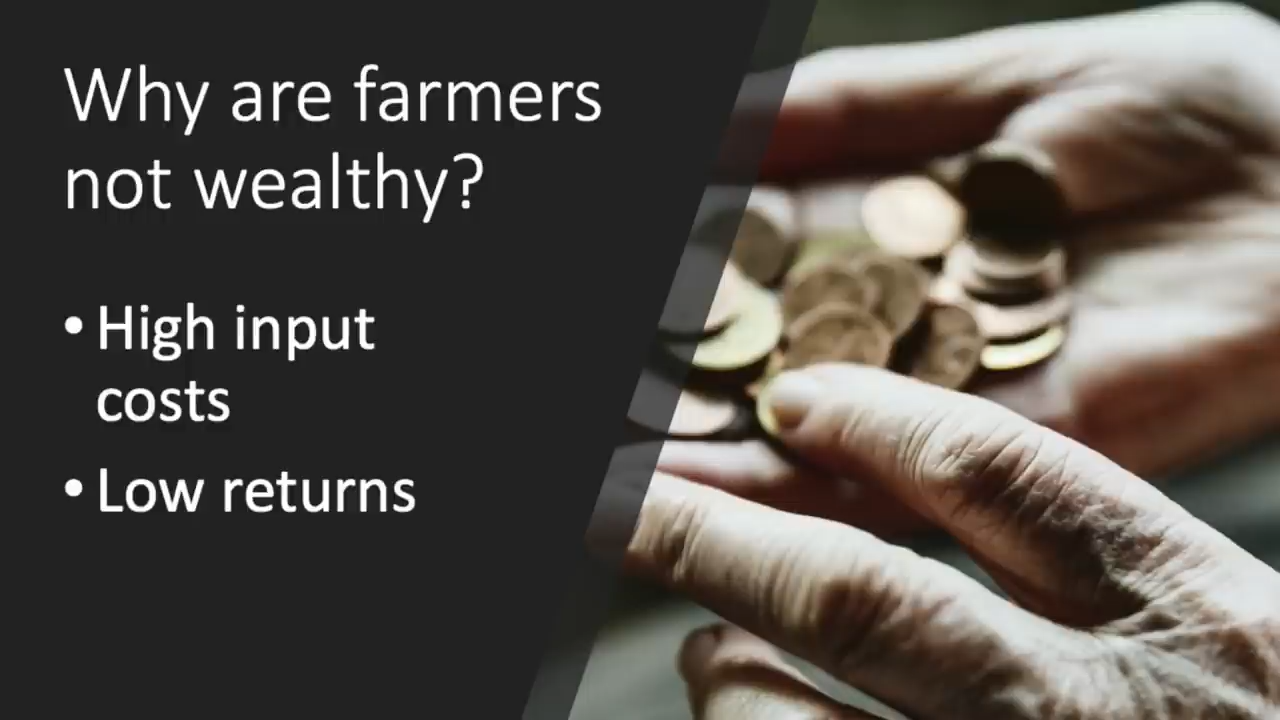 Why are farmers
not wealthy?
• High input
costs
• Low returns